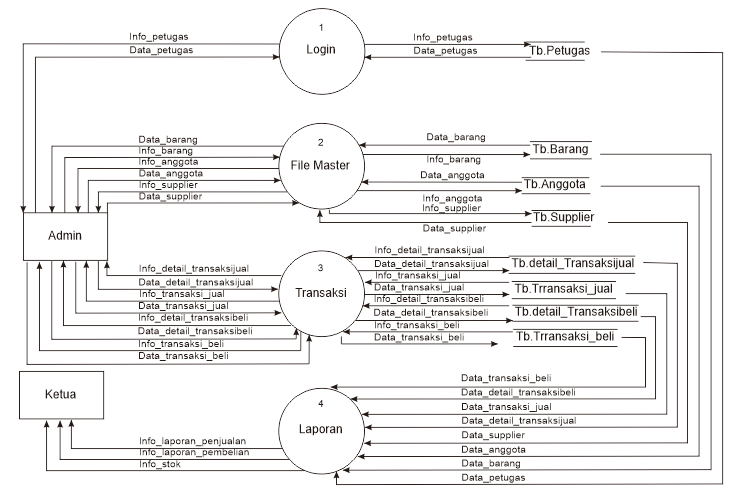 1
Login
Info_petugas
Data_petugas
Info_petugas
Data_petugas
Tb.Petugas
2
File Master
Data_barang
Info_barang
Info_anggota
Data_anggota
Info_supplier
Data_supplier
Data_barang
Info_barang
Data_anggota
Info_anggota
Info_supplier
Data_supplier
Tb.Barang
Tb.Anggota
Tb.Supplier
Admin
3
Transaksi
Info_detail_transaksijual
Data_detail_transaksijual
Info_transaksi_jual
Data_transaksi_jual
Info_detail_transaksibeli
Data_detail_transaksibeli
Info_transaksi_beli
Data_transaksi_beli
Info_detail_transaksijual
Data_detail_transaksijual
Info_transaksi_jual
Data_transaksi_jual
Info_detail_transaksibeli
Data_detail_transaksibeli
Info_transaksi_beli
Data_transaksi_beli
Tb.detail_Transaksijual
Tb.Trransaksi_jual
Tb.detail_Transaksibeli
Tb.Trransaksi_beli
Ketua
4
Laporan
Data_transaksi_beli
Data_detail_transaksibeli
Data_transaksi_jual
Data_detail_transaksijual
Data_supplier
Data_anggota
Data_barang
Data_petugas
Info_laporan_penjualan
Info_laporan_pembelian
Info_stok